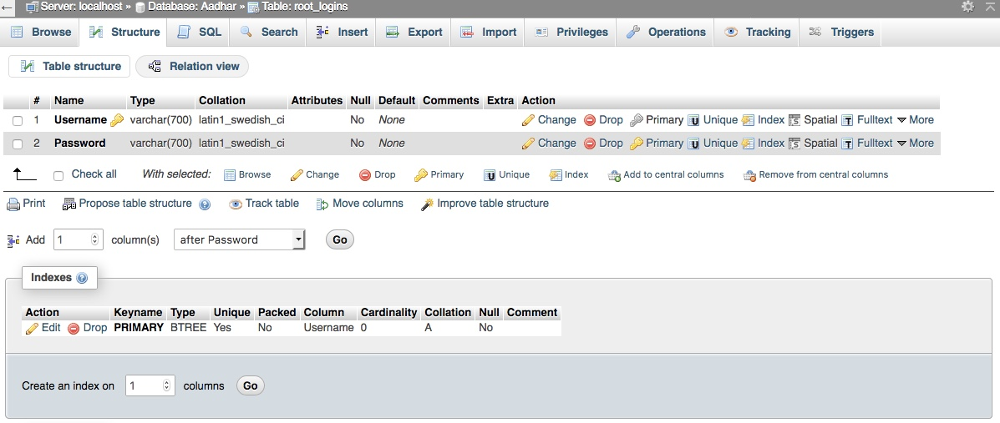 Server: localhost » Database: Aadhar » Table: root_logins
Browse Structure SQL Search Insert Export Import Privileges Operations Tracking Triggers
Table structure Relation view
# Name Type Collation Attributes Null Default Comments Extra Action
1 Username varchar(700) latin1_swedish_ci No None Change Drop Primary Unique Index Spatial Fulltext More
2 Password varchar(700) latin1_swedish_ci No None Change Drop Primary Unique Index Spatial Fulltext More
Check all With selected: Browse Change Drop Primary Unique Index Add to central columns Remove from central columns
Print Propose table structure Track table Move columns Improve table structure
Add 1 column(s) after Password Go
Indexes
Action Keyname Type Unique Packed Column Cardinality Collation Null Comment
Edit Drop PRIMARY BTREE Yes No Username 0 A No
Create an index on 1 columns Go